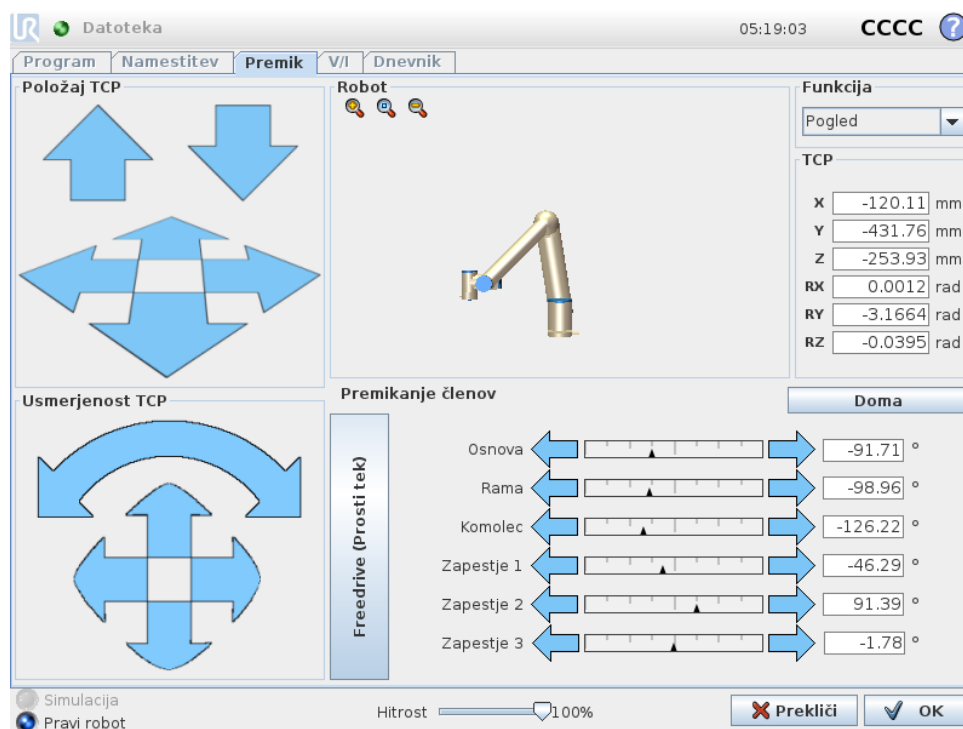 UR Datoteka 05:19:03 CCCC ?
Program Namestitev Premik V/I Dnevnik
Položaj TCP
Robot
Funkcija
Pogled
TCP
X -120.11 mm
Y -431.76 mm
Z -253.93 mm
RX 0.0012 rad
RY -3.1664 rad
RZ -0.0395 rad
Usmerjenost TCP
Premikanje členov
Doma
Freedrive (Prosti tek)
Osnova -91.71 °
Rama -98.96 °
Komolec -126.22 °
Zapestje 1 -46.29 °
Zapestje 2 91.39 °
Zapestje 3 -1.78 °
Simulacija
Pravi robot
Hitrost 100%
Prekliči
OK